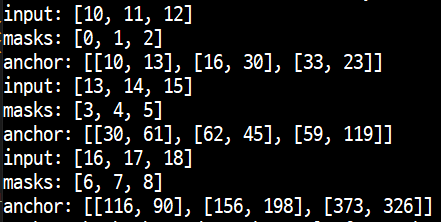 input: [10, 11, 12]
masks: [0, 1, 2]
anchor: [[10, 13], [16, 30], [33, 23]]
input: [13, 14, 15]
masks: [3, 4, 5]
anchor: [[30, 61], [62, 45], [59, 119]]
input: [16, 17, 18]
masks: [6, 7, 8]
anchor: [[116, 90], [156, 198], [373, 326]]